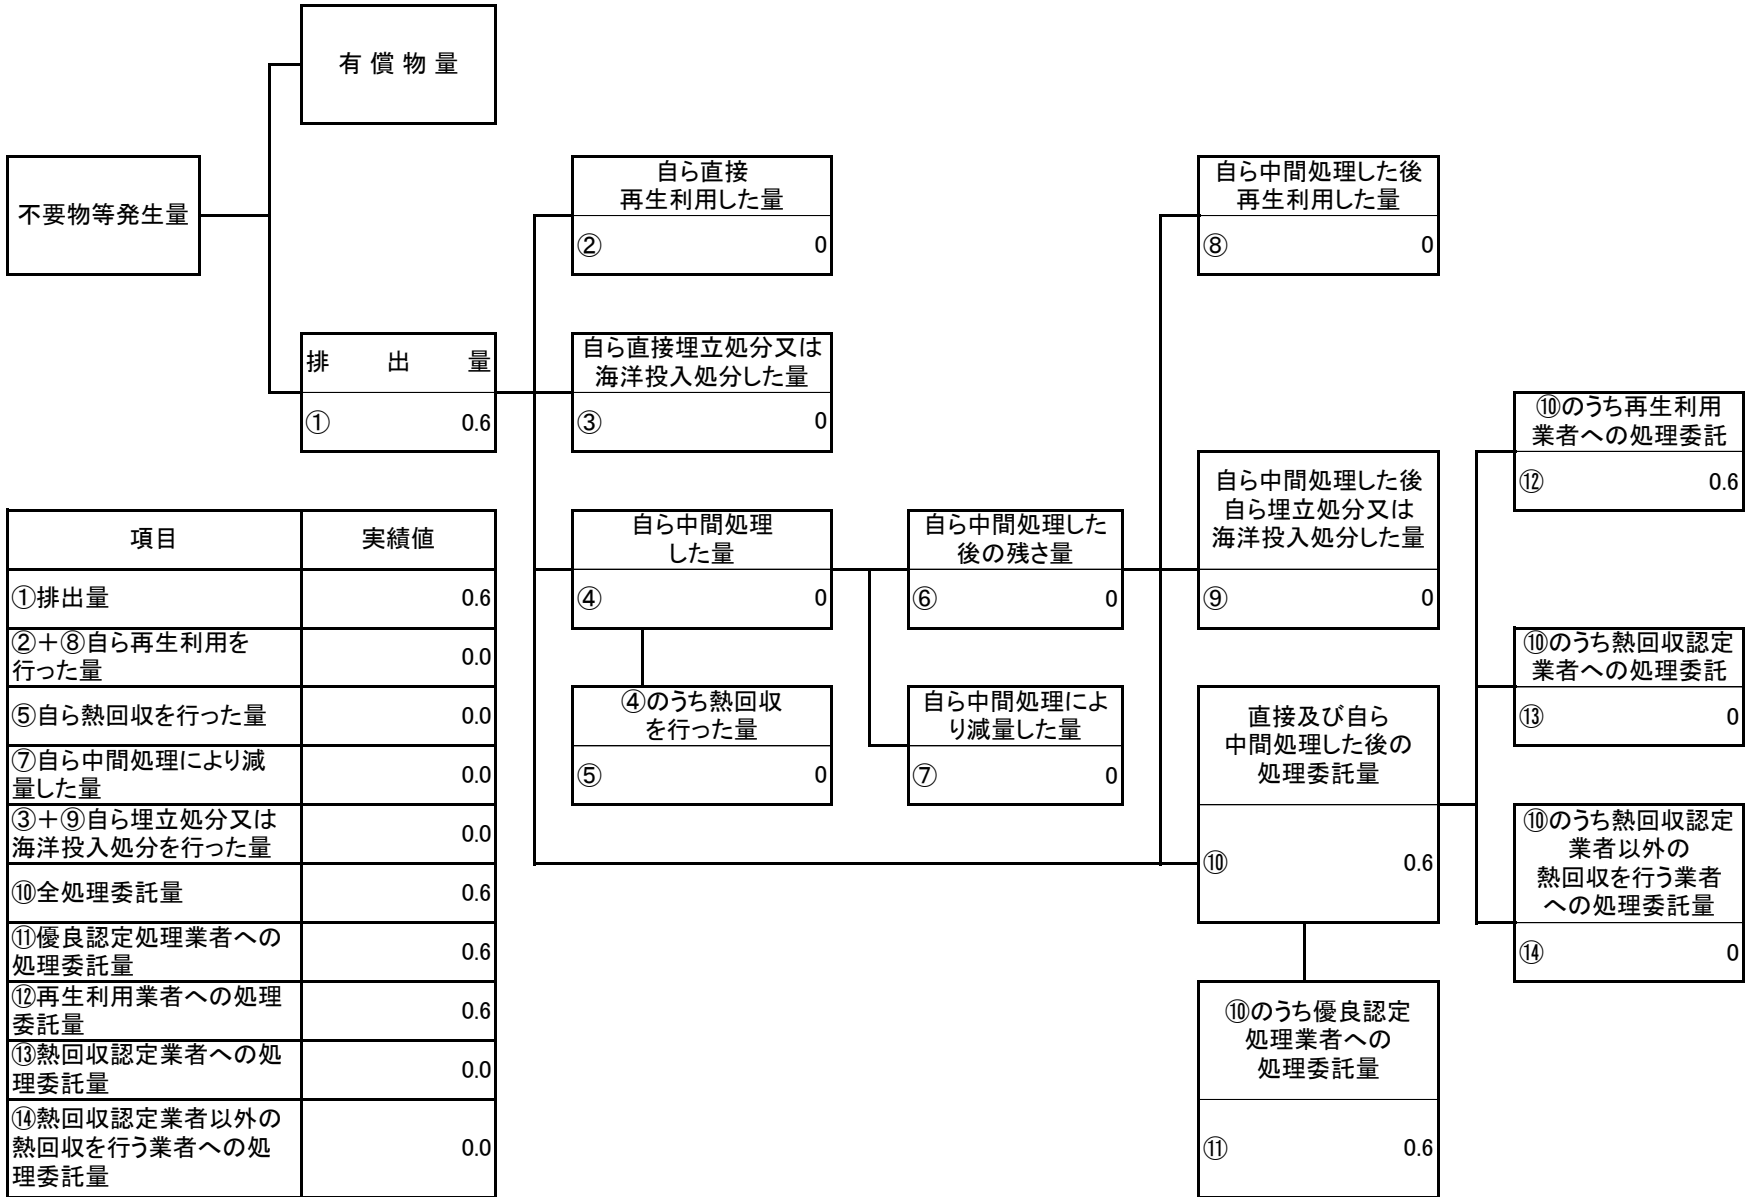 有 償 物 量
不要物等発生量
自ら直接
再生利用した量
② 0
自ら中間処理した後
再生利用した量
⑧ 0
排 出 量
① 0.6
自ら直接埋立処分又は
海洋投入処分した量
③ 0
⑩のうち再生利用
業者への処理委託
⑫ 0.6
自ら中間処理した後
自ら埋立処分又は
海洋投入処分した量
⑨ 0
自ら中間処理
した量
④ 0
自ら中間処理した
後の残さ量
⑥ 0
⑩のうち熱回収認定
業者への処理委託
⑬ 0
④のうち熱回収
を行った量
⑤ 0
自ら中間処理によ
り減量した量
⑦ 0
直接及び自ら
中間処理した後の
処理委託量
⑩ 0.6
⑩のうち熱回収認定
業者以外の
熱回収を行う業者
への処理委託量
⑭ 0
⑩のうち優良認定
処理業者への
処理委託量
⑪ 0.6
項目 実績値
①排出量 0.6
②＋⑧自ら再生利用を
行った量 0.0
⑤自ら熱回収を行った量 0.0
⑦自ら中間処理により減
量した量 0.0
③＋⑨自ら埋立処分又は
海洋投入処分を行った量 0.0
⑩全処理委託量 0.6
⑪優良認定処理業者への
処理委託量 0.6
⑫再生利用業者への処理
委託量 0.6
⑬熱回収認定業者への処
理委託量 0.0
⑭熱回収認定業者以外の
熱回収を行う業者への処
理委託量 0.0